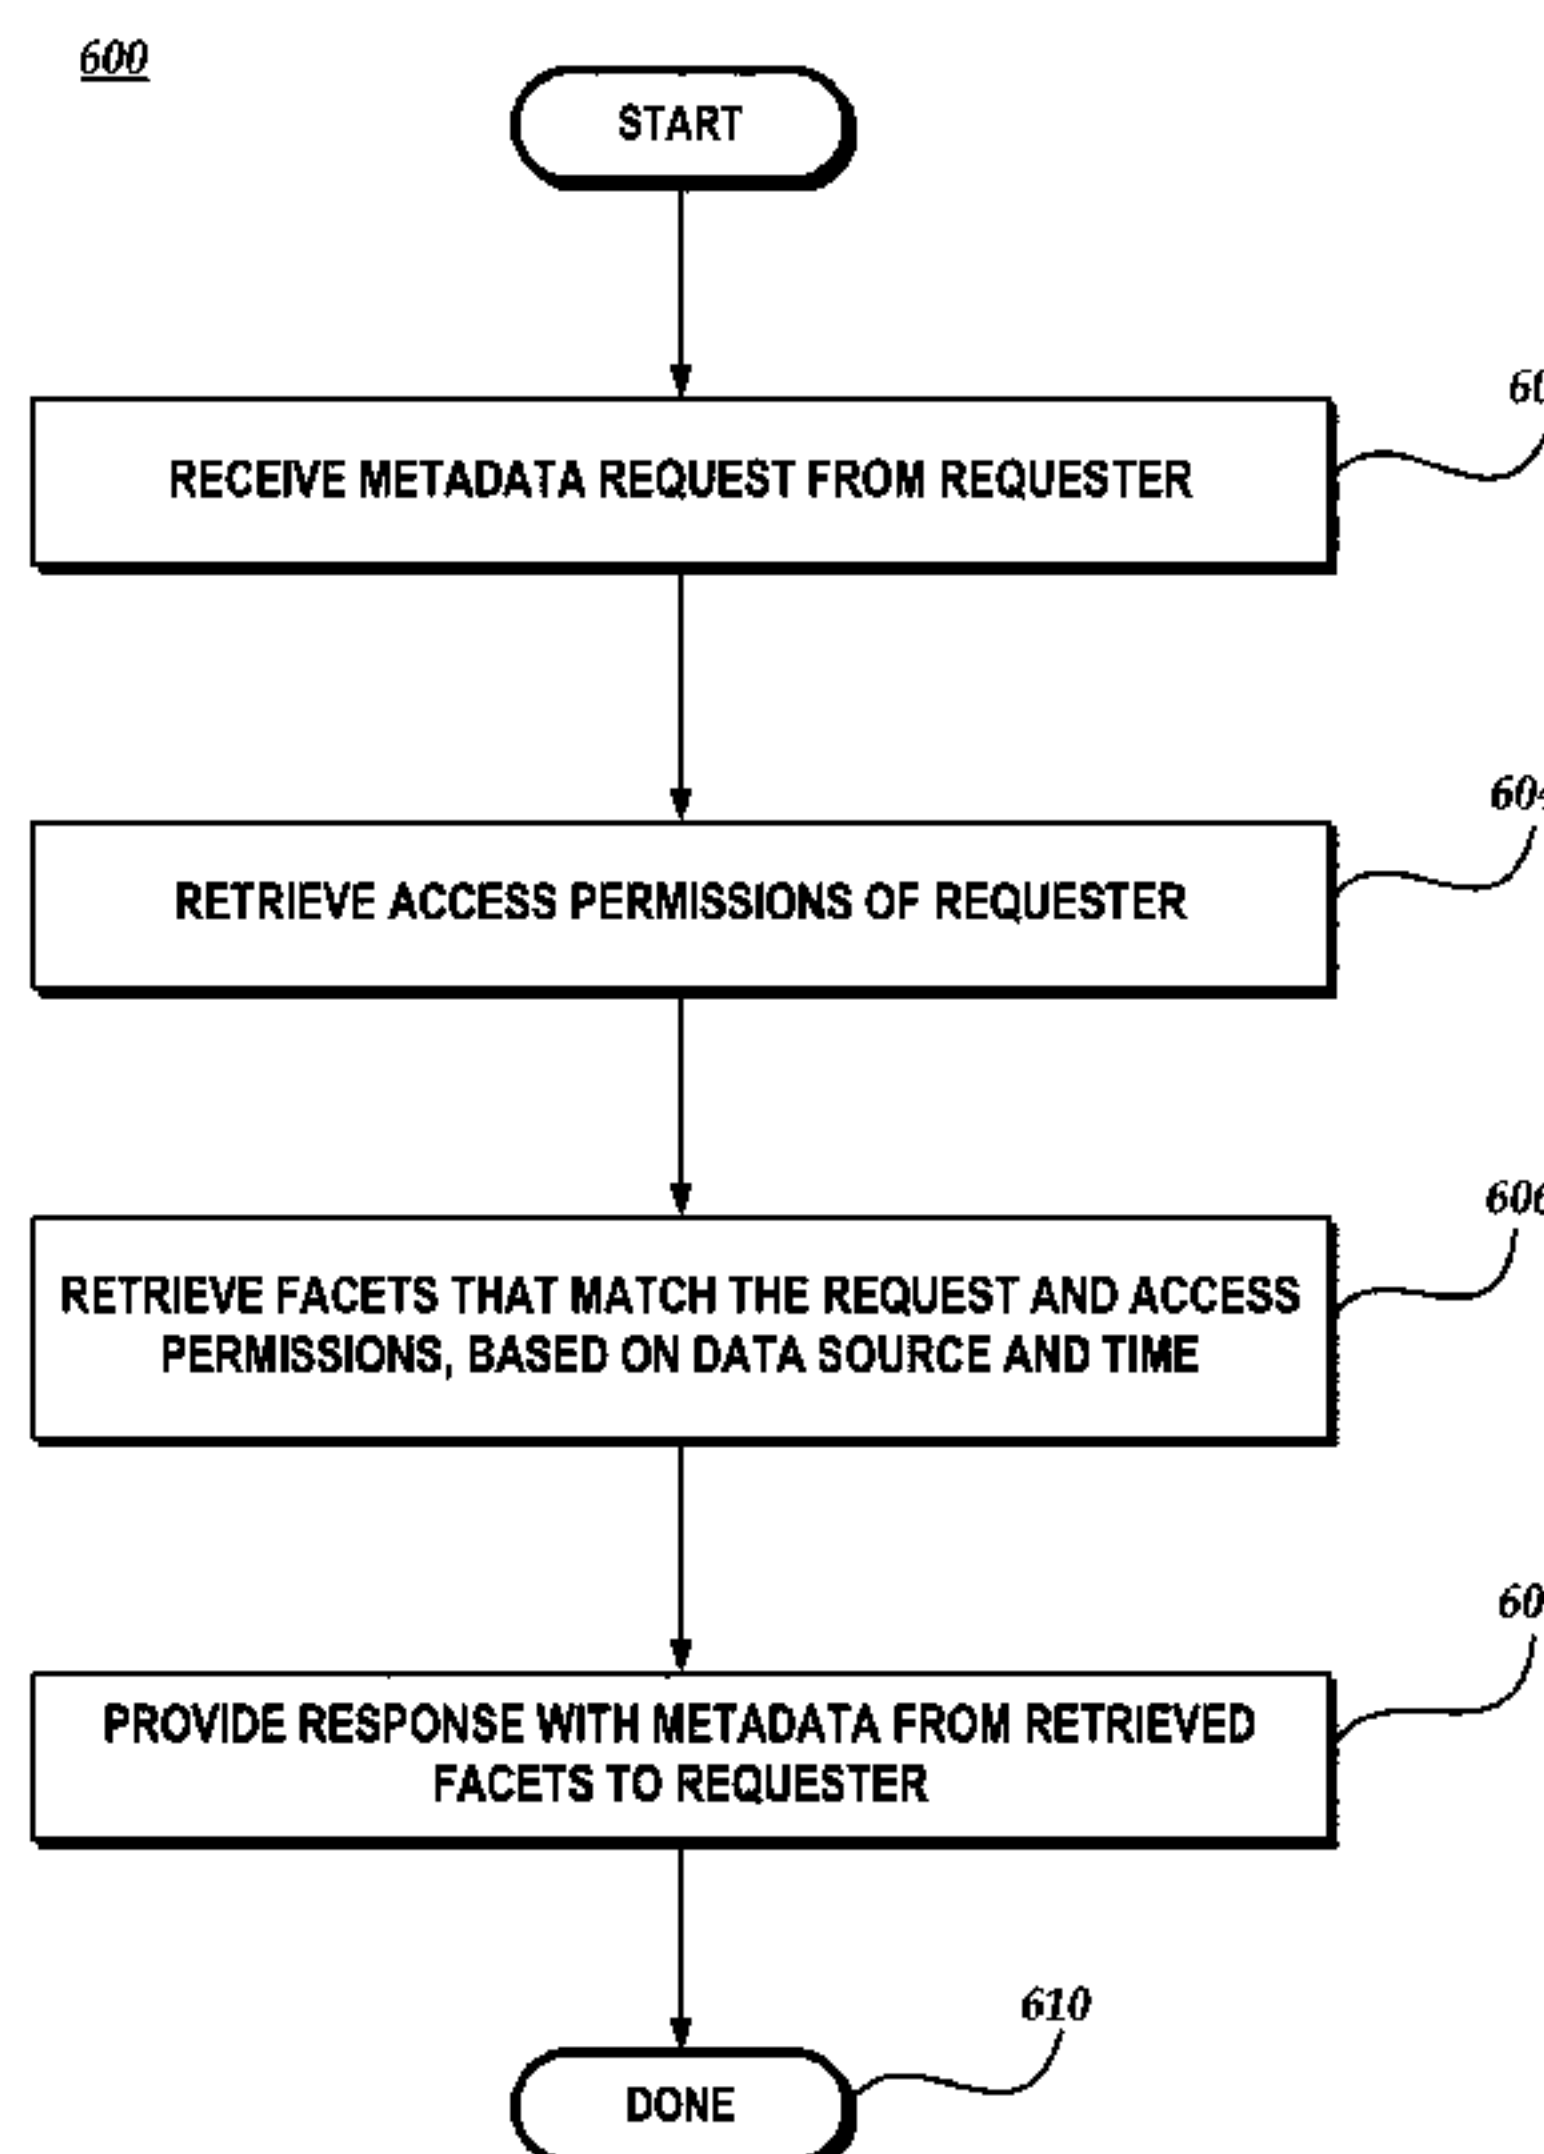 600
START
RECEIVE METADATA REQUEST FROM REQUESTER
RETRIEVE ACCESS PERMISSIONS OF REQUESTER
604
RETRIEVE FACETS THAT MATCH THE REQUEST AND ACCESS
PERMISSIONS, BASED ON DATA SOURCE AND TIME
606
PROVIDE RESPONSE WITH METADATA FROM RETRIEVED
FACETS TO REQUESTER
610
DONE